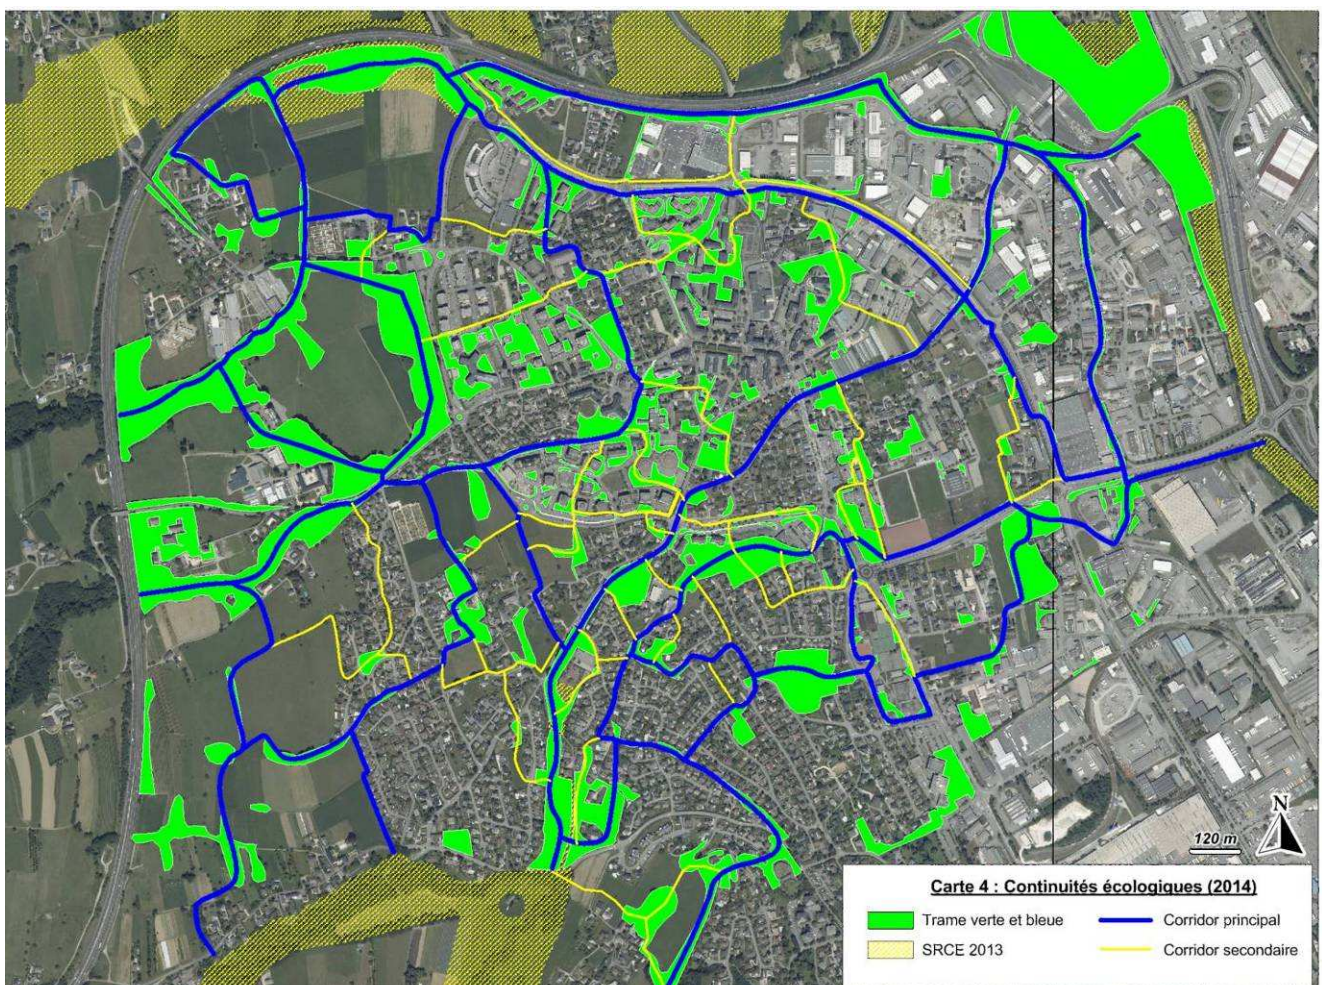 N
120 m
Carte 4 : Continuités écologiques (2014)
Trame verte et bleue
Corridor principal
SRCE 2013
Corridor secondaire